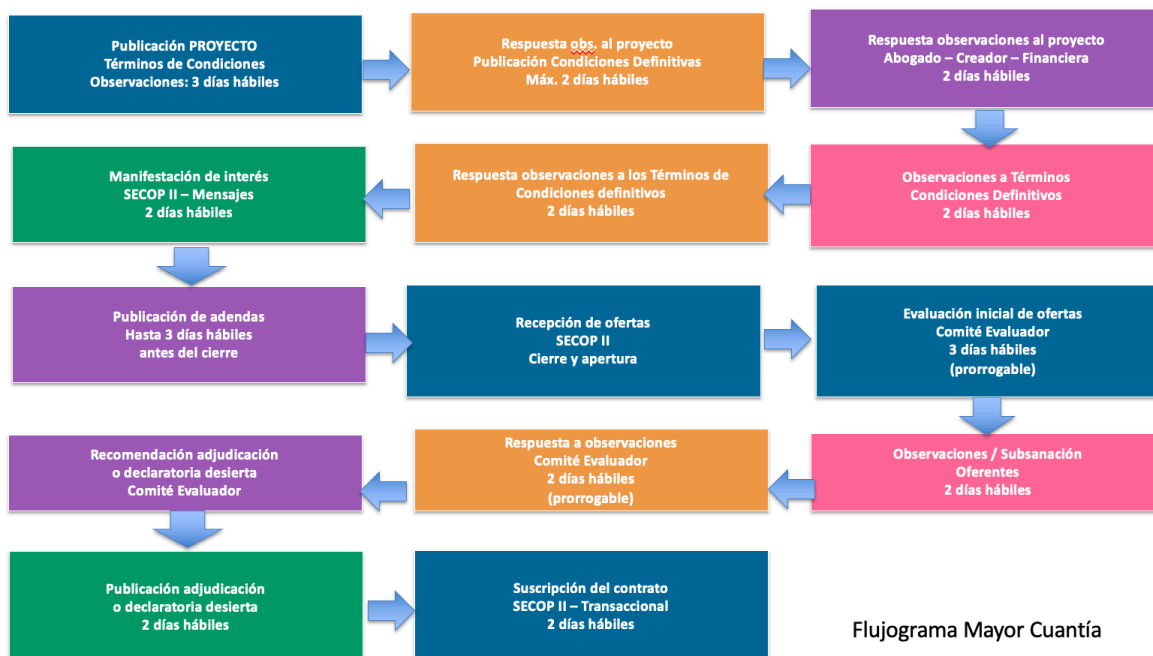 Publicación PROYECTO
Términos de Condiciones
Observaciones: 3 días hábiles
Respuesta obs. al proyecto
Publicación Condiciones Definitivas
Máx. 2 días hábiles
Respuesta observaciones al proyecto
Abogado – Creador – Financiera
2 días hábiles
Observaciones a Términos
Condiciones Definitivos
2 días hábiles
Respuesta observaciones a los Términos de
Condiciones definitivos
2 días hábiles
Manifestación de interés
SECOP II – Mensajes
2 días hábiles
Publicación de adendas
Hasta 3 días hábiles
antes del cierre
Recepción de ofertas
SECOP II
Cierre y apertura
Evaluación inicial de ofertas
Comité Evaluador
3 días hábiles
(prorrogable)
Observaciones / Subsanación
Oferentes
2 días hábiles
Respuesta a observaciones
Comité Evaluador
2 días hábiles
(prorrogable)
Recomendación adjudicación
o declaratoria desierta
Comité Evaluador
Publicación adjudicación
o declaratoria desierta
2 días hábiles
Suscripción del contrato
SECOP II – Transaccional
2 días hábiles
Flujograma Mayor Cuantía